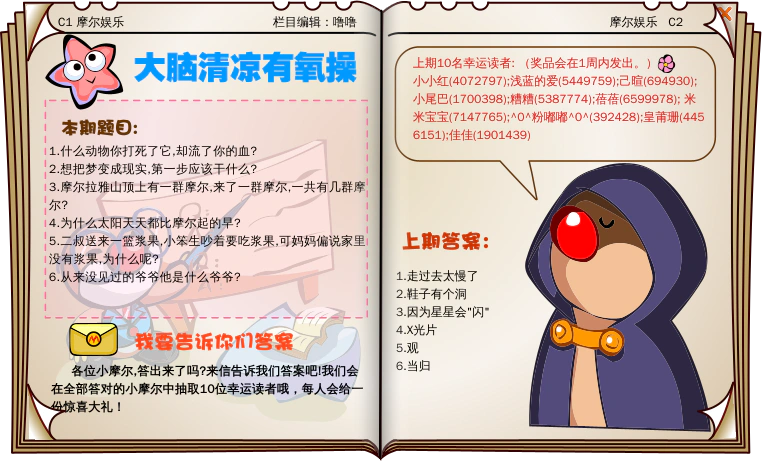 C1 摩尔娱乐
栏目编辑：噜噜
大脑清凉有氧操
本期题目:
1.什么动物你打死了它,却流了你的血?
2.想把梦变成现实,第一步应该干什么?
3.摩尔拉雅山顶上有一群摩尔,来了一群摩尔,一共有几群摩
尔?
4.为什么太阳天天都比摩尔起的早?
5.二叔送来一篮浆果,小笨生吵着要吃浆果,可妈妈偏说家里
没有浆果,为什么呢?
6.从来没见过的爷爷他是什么爷爷?
我要告诉你们答案
各位小摩尔,答出来了吗?来信告诉我们答案吧!我们会
在全部答对的小摩尔中抽取10位幸运读者哦，每人会给一
份惊喜大礼！
摩尔娱乐 C2
上期10名幸运读者: （奖品会在1周内发出。）
小小红(4072797);浅蓝的爱(5449759);己暄(694930);
小尾巴(1700398);糟糟(5387774);蓓蓓(6599978); 米
米宝宝(7147765);^0^粉嘟嘟^0^(392428);皇莆珊(445
6151);佳佳(1901439)
上期答案:
1.走过去太慢了
2.鞋子有个洞
3.因为星星会"闪"
4.X光片
5.观
6.当归